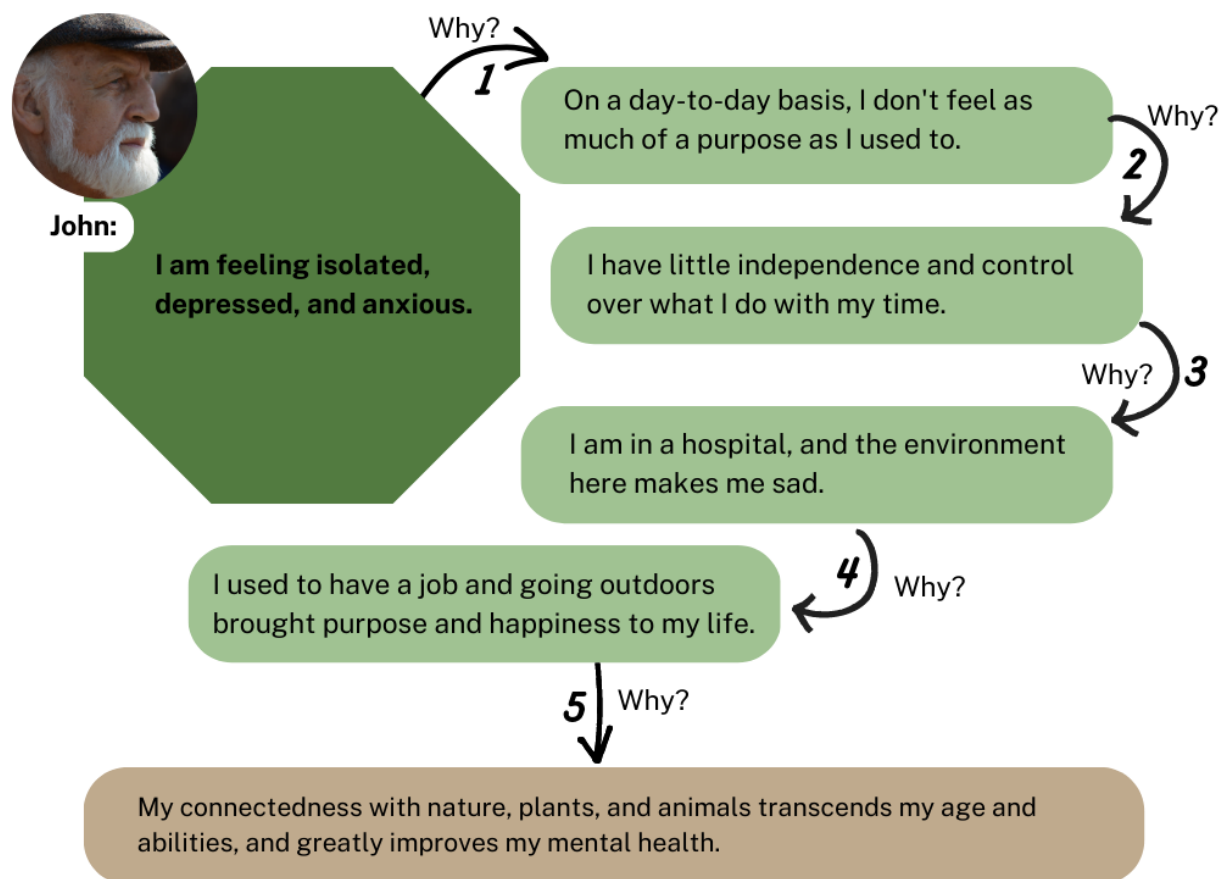 Why?
1
On a day-to-day basis, I don't feel as
much of a purpose as I used to.
Why?
2
John:
I am feeling isolated,
depressed, and anxious.
I have little independence and control
over what I do with my time.
Why?
3
I am in a hospital, and the environment
here makes me sad.
4
Why?
I used to have a job and going outdoors
brought purpose and happiness to my life.
5
Why?
My connectedness with nature, plants, and animals transcends my age and
abilities, and greatly improves my mental health.